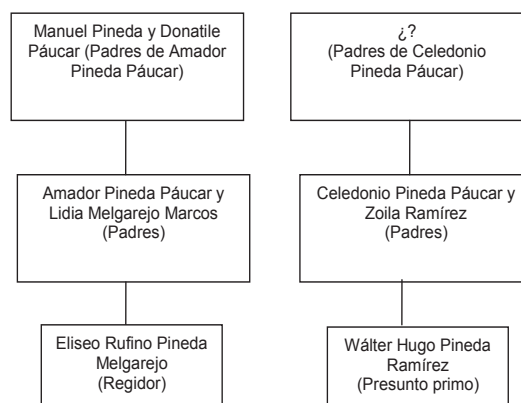 Manuel Pineda y Donatile
Páucar (Padres de Amador
Pineda Páucar)
¿?
(Padres de Celedonio
Pineda Páucar)
Amador Pineda Páucar y
Lidia Melgarejo Marcos
(Padres)
Celedonio Pineda Páucar y
Zoila Ramírez
(Padres)
Eliseo Rufino Pineda
Melgarejo
(Regidor)
Wálter Hugo Pineda
Ramírez
(Presunto primo)